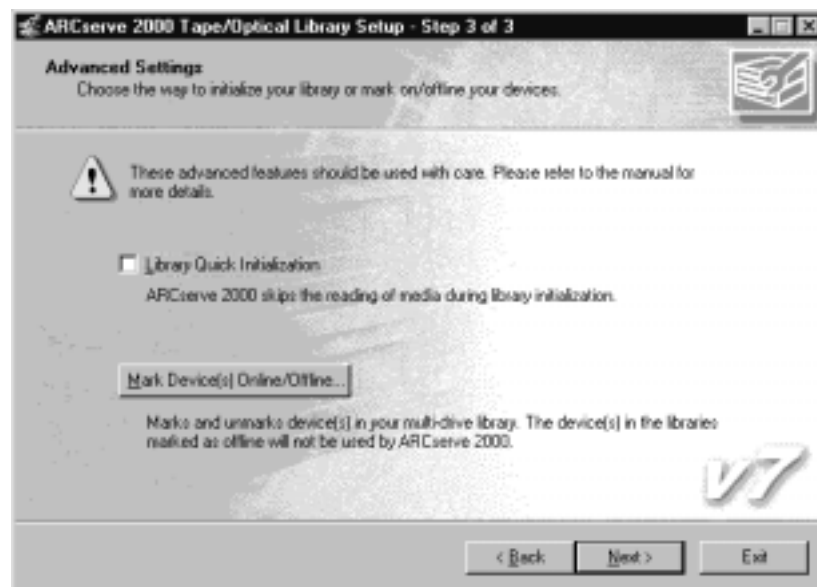 ARCserve 2000 Tape/Optical Library Setup - Step 3 of 3
Advanced Settings
Choose the way to initialize your library or mark on/offline your devices.
These advanced features should be used with care. Please refer to the manual for
more details.
Library Quick Initialization
ARCserve 2000 skips the reading of media during library initialization.
Mark Device(s) Online/Offline...
Marks and unmarks device(s) in your multi-drive library. The device(s) in the libraries
marked as offline will not be used by ARCserve 2000.
v7
< Back
Next >
Exit